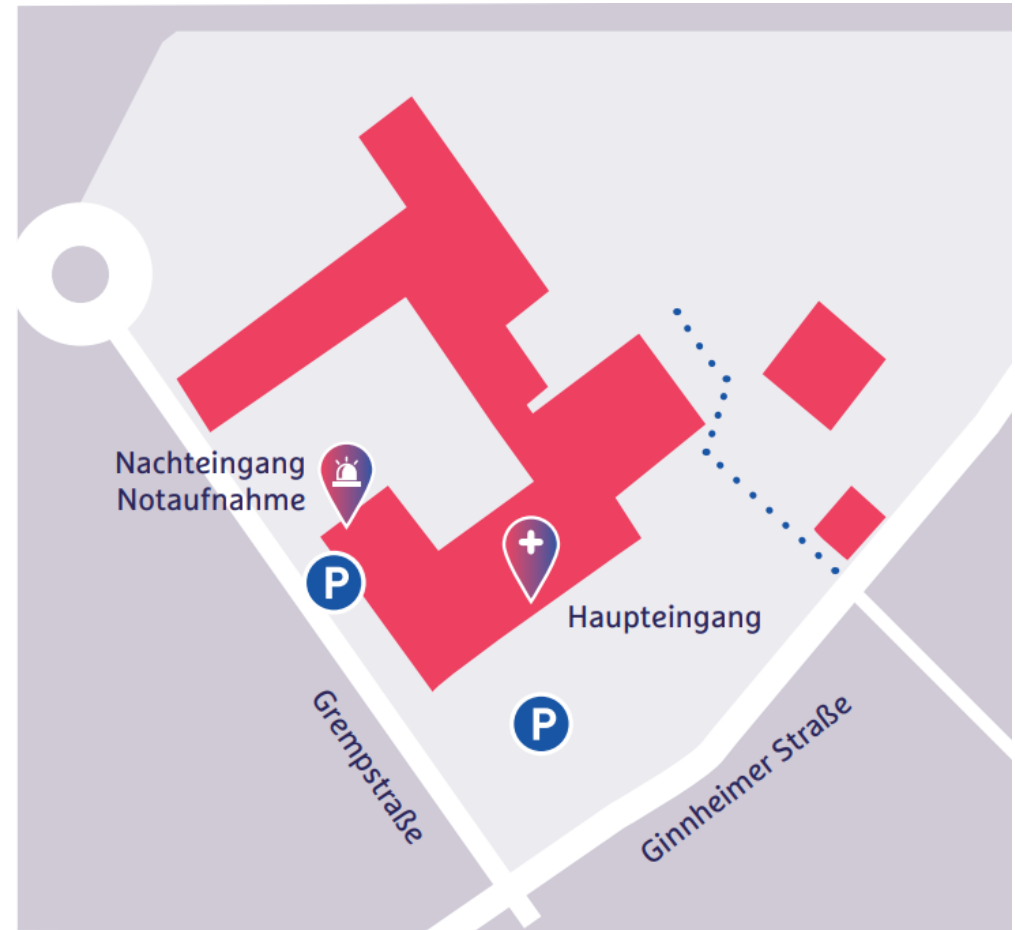 Nachteingang
Notaufnahme
P
Haupteingang
P
Grempstraße
Ginnheimer Straße